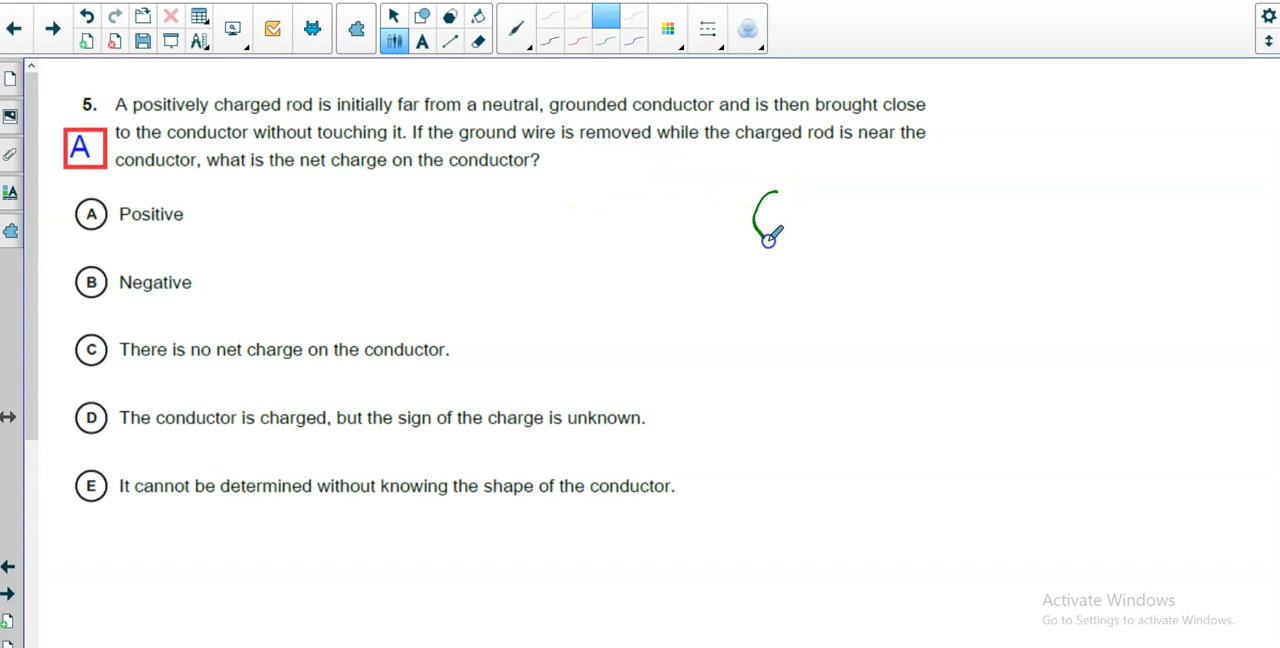 5. A positively charged rod is initially far from a neutral, grounded conductor and is then brought close
to the conductor without touching it. If the ground wire is removed while the charged rod is near the
conductor, what is the net charge on the conductor?
A
A Positive
B Negative
C There is no net charge on the conductor.
D The conductor is charged, but the sign of the charge is unknown.
E It cannot be determined without knowing the shape of the conductor.
Activate Windows
Go to Settings to activate Windows.